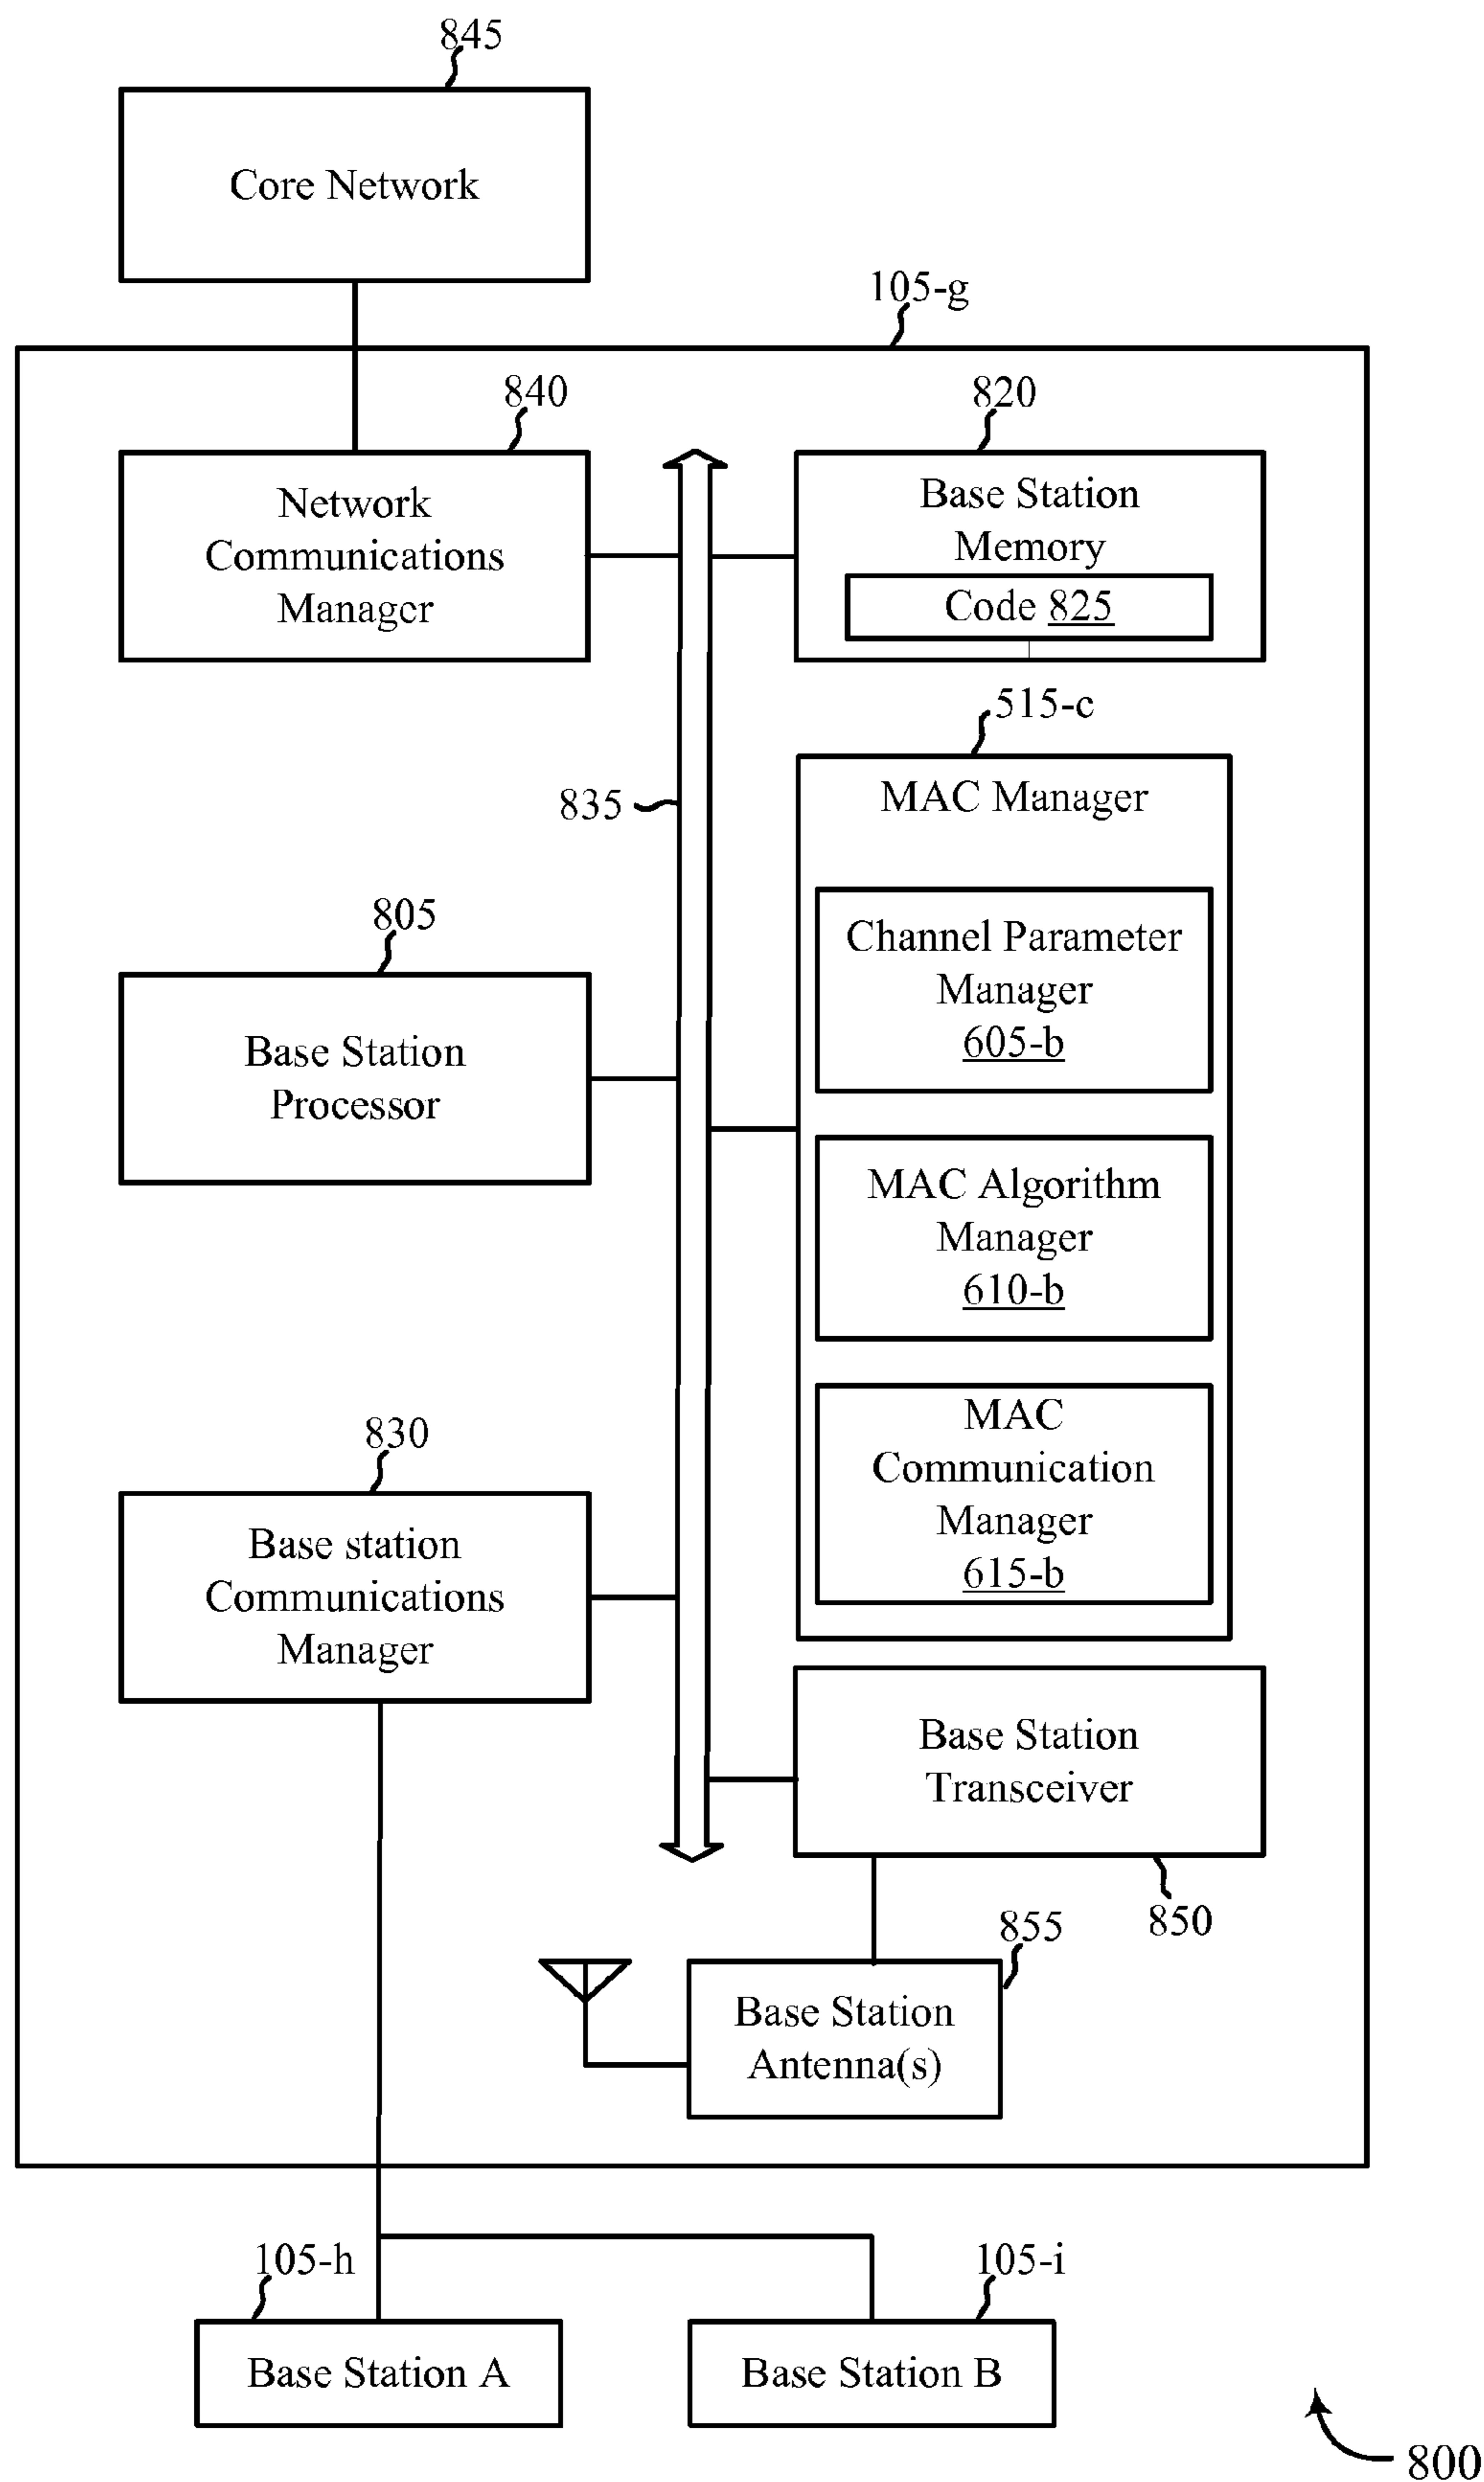 845
Core Network
105-g
840
Network
Communications
Manager
820
Base Station
Memory
Code 825
835
515-c
MAC Manager
Channel Parameter
Manager
605-b
MAC Algorithm
Manager
610-b
MAC
Communication
Manager
615-b
805
Base Station
Processor
830
Base station
Communications
Manager
Base Station
Transceiver
850
855
Base Station
Antenna(s)
105-h
Base Station A
105-i
Base Station B
800